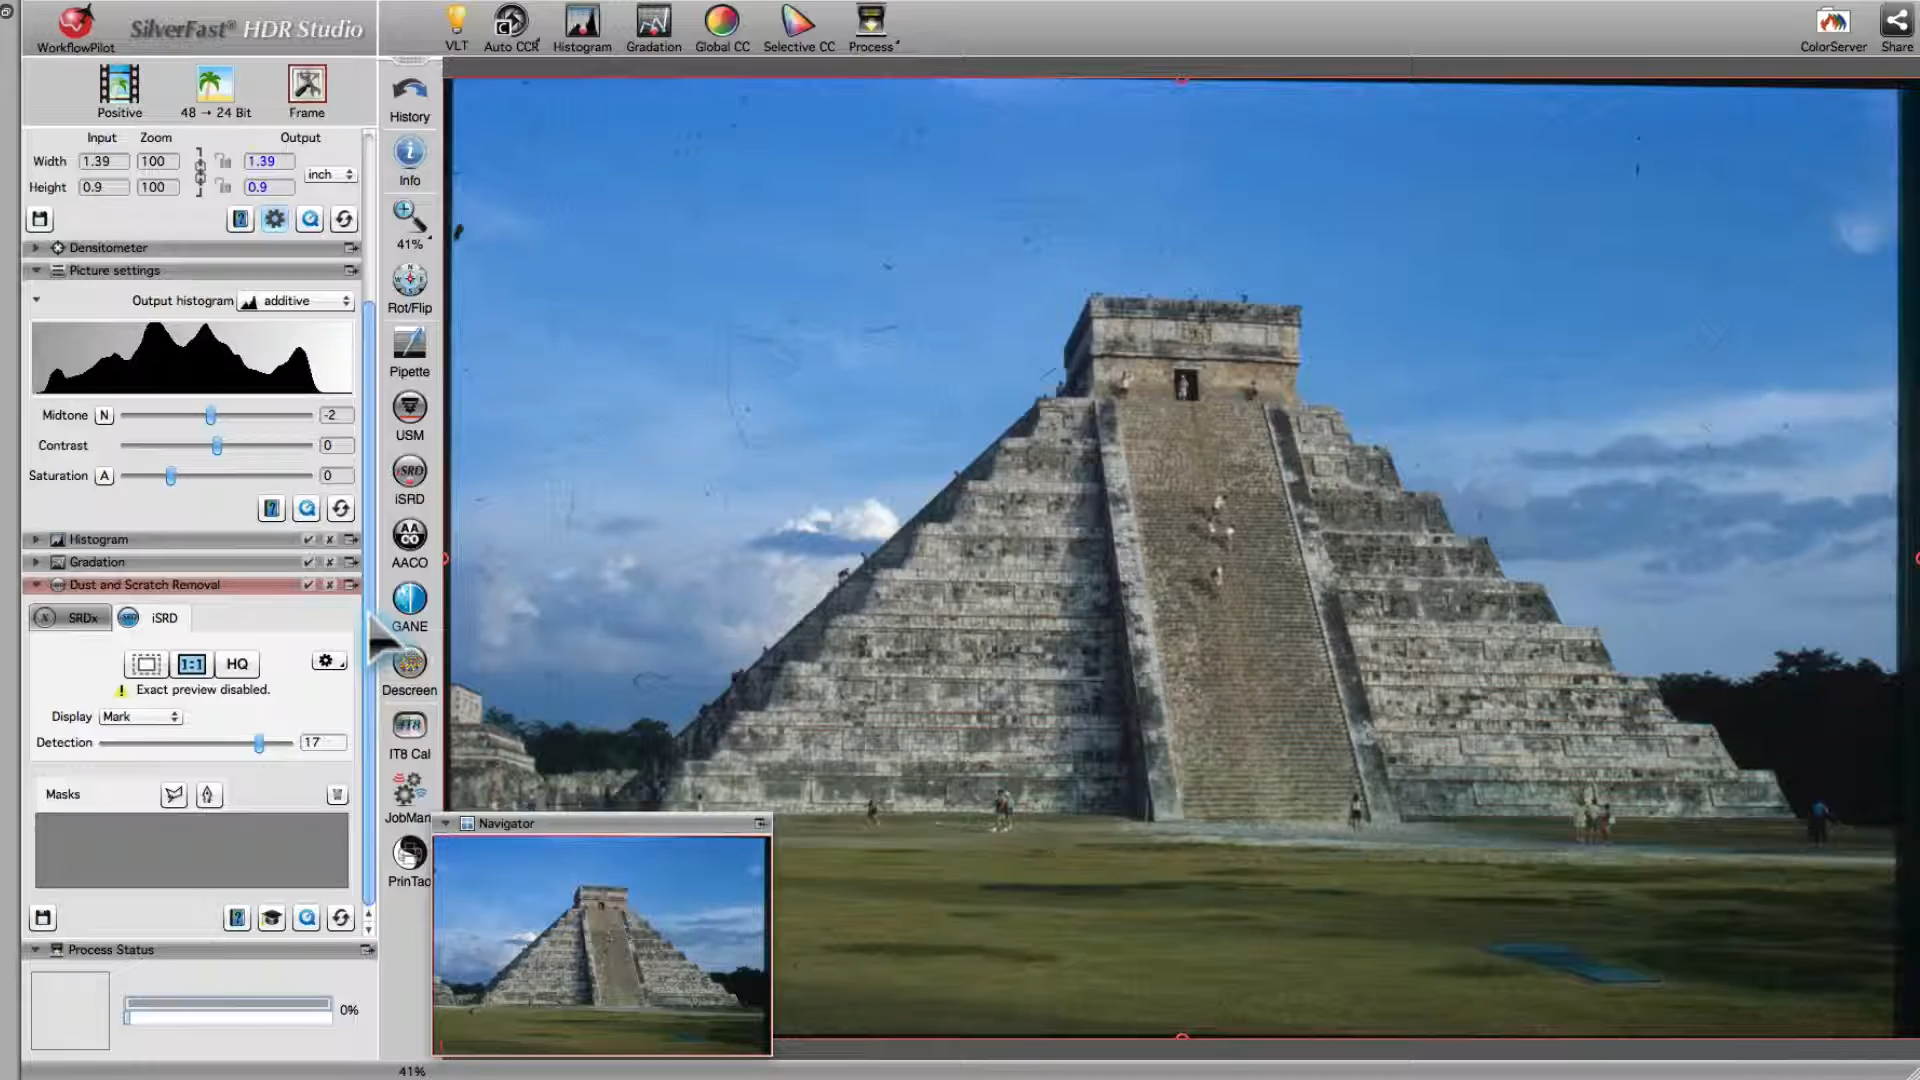 WorkflowPilot
SilverFast® HDR Studio
VLT
Auto CCR
Histogram
Gradation
Global CC
Selective CC
Process
ColorServer
Share
Positive
48 → 24 Bit
Frame
Input Zoom Output
Width 1.39 100 1.39
inch
Height 0.9 100 0.9
Densitometer
Picture settings
Output histogram additive
Midtone N -2
Contrast 0
Saturation A 0
Histogram
Gradation
Dust and Scratch Removal
SRDx iSRD
1:1 HQ
Exact preview disabled.
Display Mark
Detection 17
Masks
Process Status
0%
History
Info
41%
Rot/Flip
Pipette
USM
iSRD
iSRD
AACO
AACO
GANE
Descreen
IT8
IT8 Cal
JobMan
PrinTao
Navigator
41%